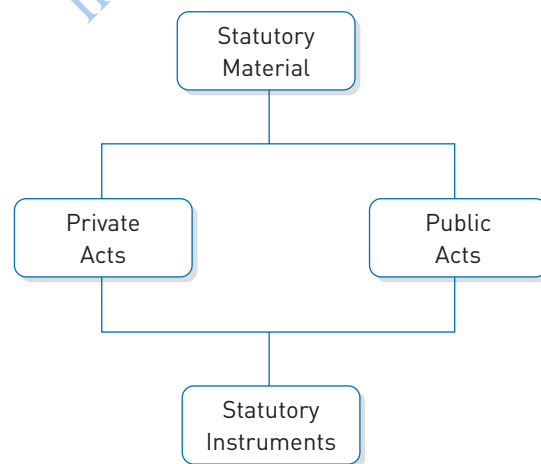 Statutory
Material
Private
Acts
Public
Acts
Statutory
Instruments